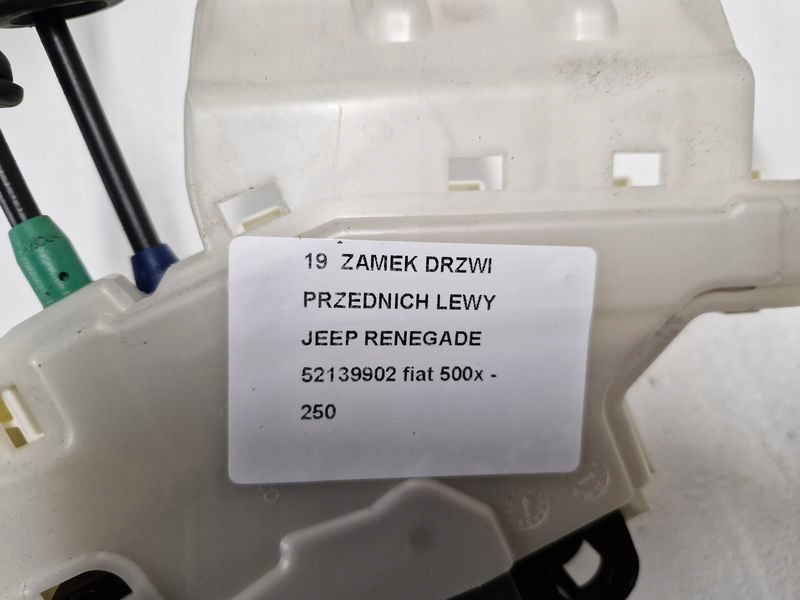 19 ZAMEK DRZWI
PRZEDNICH LEWY
JEEP RENEGADE
52139902 fiat 500x -
250